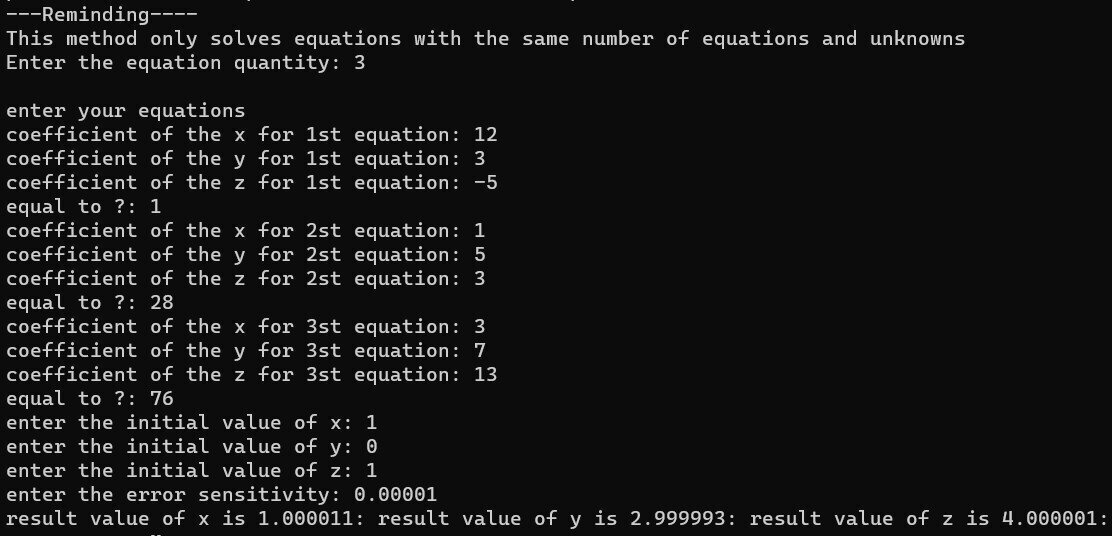 ---Reminding----
This method only solves equations with the same number of equations and unknowns
Enter the equation quantity: 3
enter your equations
coefficient of the x for 1st equation: 12
coefficient of the y for 1st equation: 3
coefficient of the z for 1st equation: -5
equal to ?: 1
coefficient of the x for 2st equation: 1
coefficient of the y for 2st equation: 5
coefficient of the z for 2st equation: 3
equal to ?: 28
coefficient of the x for 3st equation: 3
coefficient of the y for 3st equation: 7
coefficient of the z for 3st equation: 13
equal to ?: 76
enter the initial value of x: 1
enter the initial value of y: 0
enter the initial value of z: 1
enter the error sensitivity: 0.00001
result value of x is 1.000011: result value of y is 2.999993: result value of z is 4.000001: